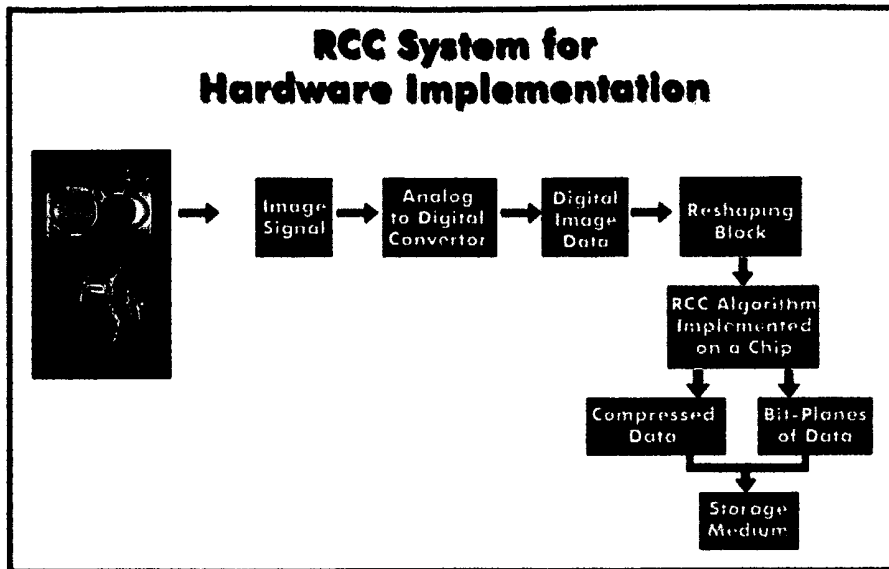 RCC System for
Hardware Implementation
Image
Signal
Analog
to Digital
Convertor
Digital
Image
Data
Reshaping
Block
RCC Algorithm
Implemented
on a Chip
Compressed
Data
Bit-Planes
of Data
Storage
Medium